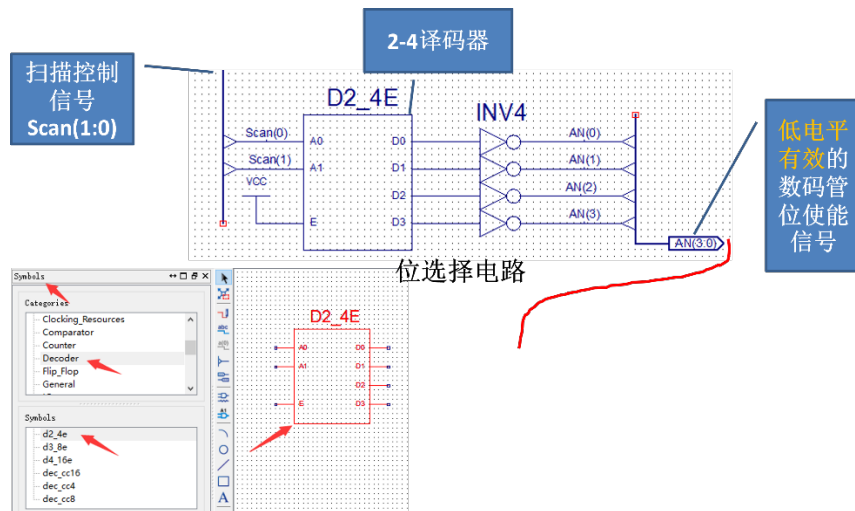 2-4译码器
扫描控制
信号
Scan(1:0)
D2_4E
INV4
Scan(0)
A0
D0
AN(0)
Scan(1)
A1
D1
AN(1)
VCC
D2
AN(2)
E
D3
AN(3)
AN(3:0)
低电平
有效的
数码管
位使能
信号
位选择电路
Symbols
Categories
Clocking_Resources
Comparator
Counter
Decoder
Flip_Flop
General
Symbols
d2_4e
d3_8e
d4_16e
dec_cc16
dec_cc4
dec_cc8
A
D2_4E
A0
D0
A1
D1
D2
E
D3